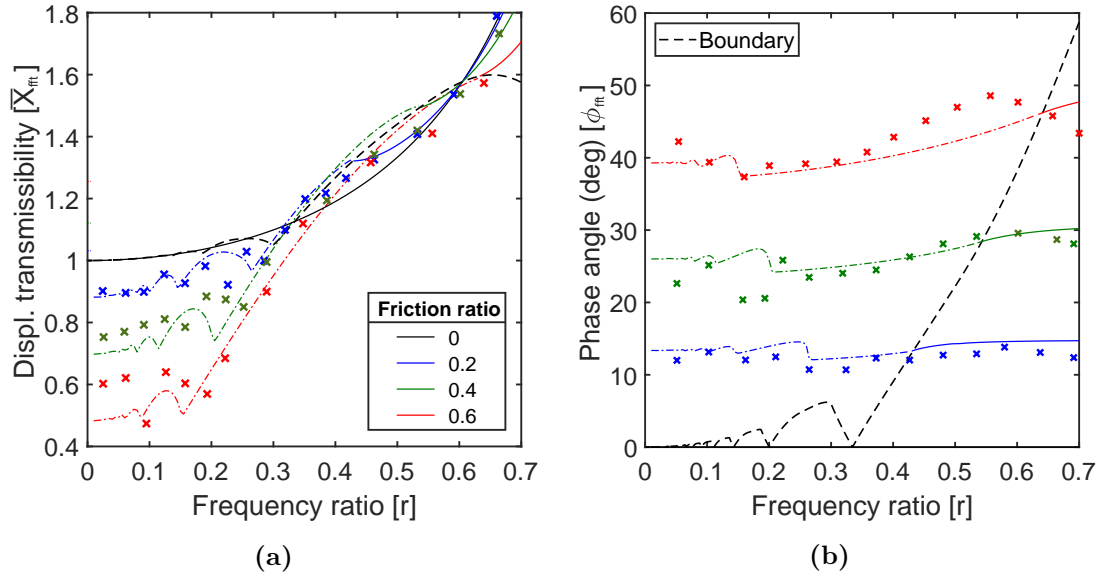 Displ. transmissibility [X̅fft]
1.8
1.6
1.4
1.2
1
0.8
0.6
0.4
0 0.1 0.2 0.3 0.4 0.5 0.6 0.7
Frequency ratio [r]
Friction ratio
0
0.2
0.4
0.6
(a)
Phase angle (deg) [ϕfft]
60
50
40
30
20
10
0
0 0.1 0.2 0.3 0.4 0.5 0.6 0.7
Frequency ratio [r]
Boundary
(b)